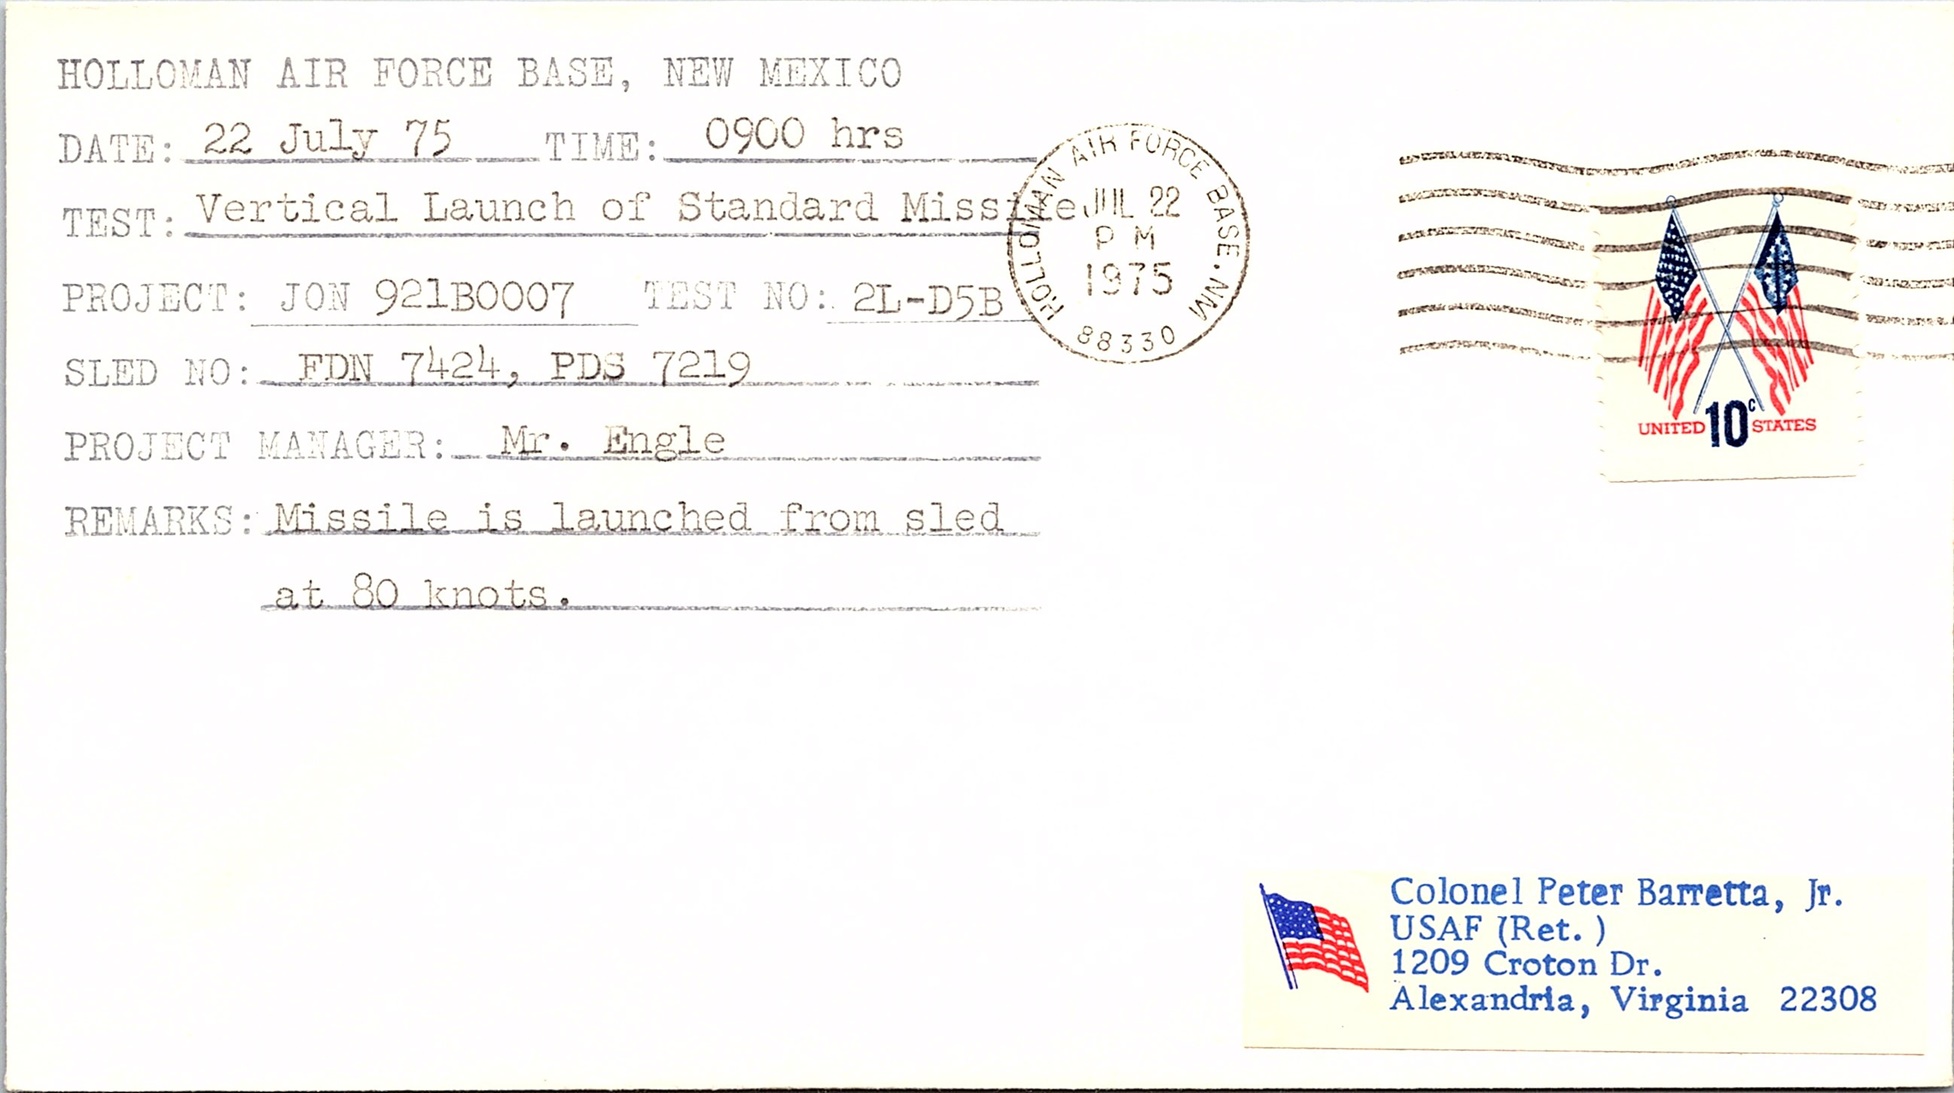 HOLLOMAN AIR FORCE BASE, NEW MEXICO
DATE: 22 July 75 TIME: 0900 hrs
TEST: Vertical Launch of Standard Missile
PROJECT: JON 921B0007 TEST NO: 2L-D5B
SLED NO: FDN 7424, PDS 7219
PROJECT MANAGER: Mr. Engle
REMARKS: Missile is launched from sled
at 80 knots.
HOLLOMAN AIR FORCE BASE, NM
JUL 22
PM
1975
88330
UNITED 10c STATES
Colonel Peter Barretta, Jr.
USAF (Ret. )
1209 Croton Dr.
Alexandria, Virginia 22308